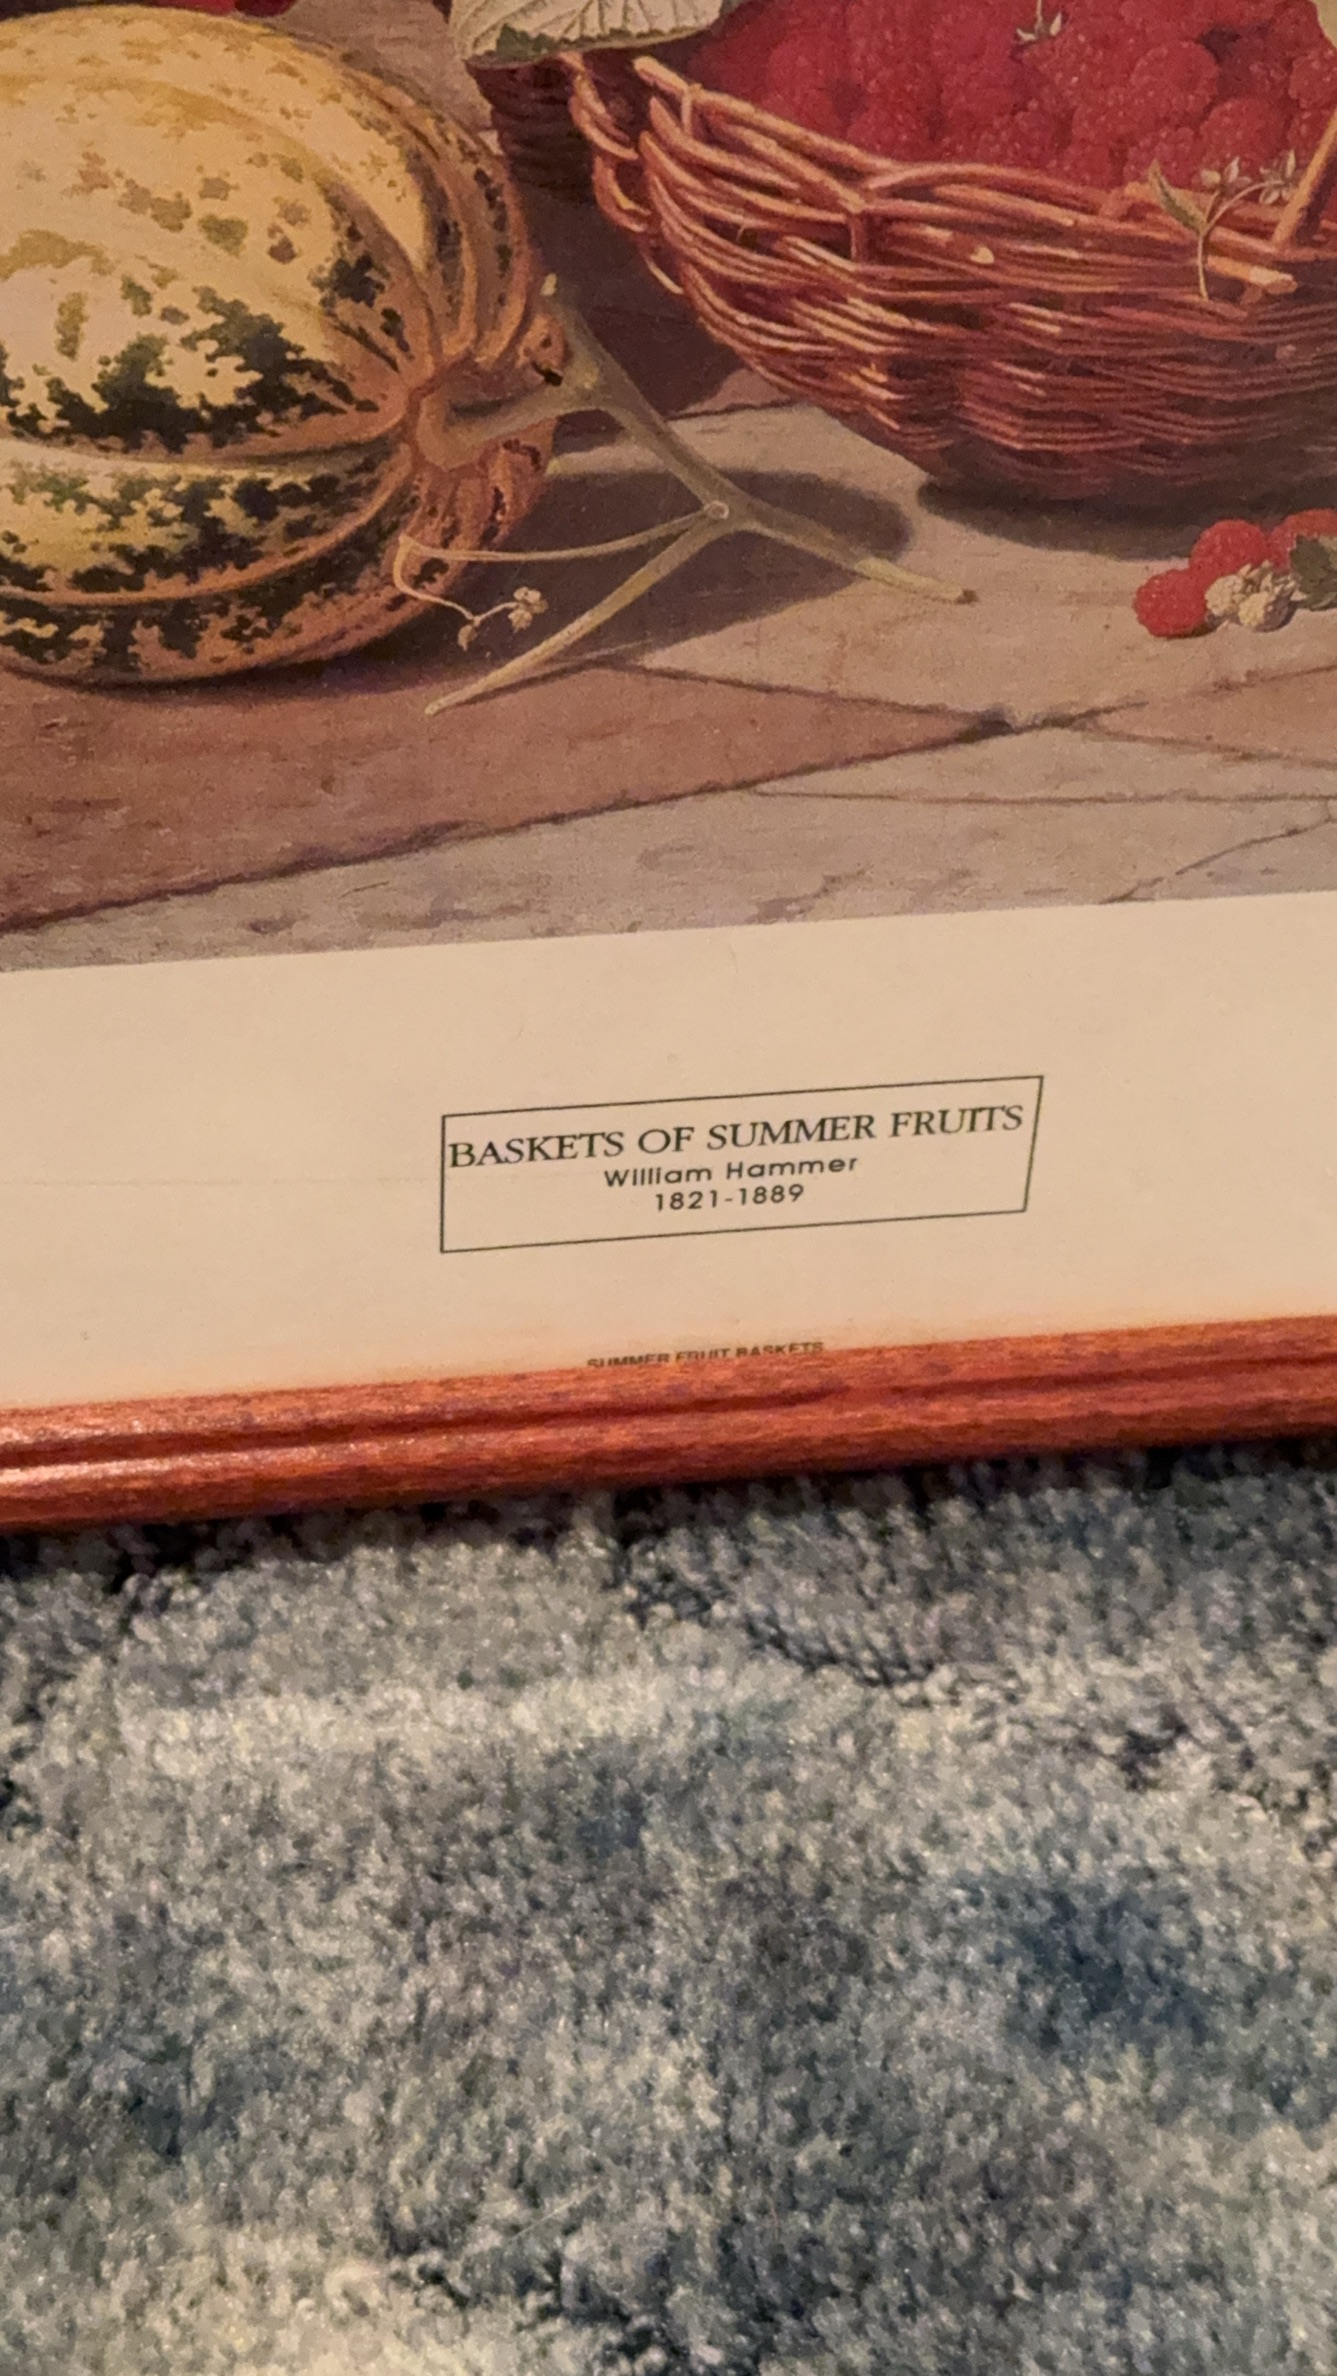 BASKETS OF SUMMER FRUITS
William Hammer
1821-1889
SUMMER FRUIT BASKETS